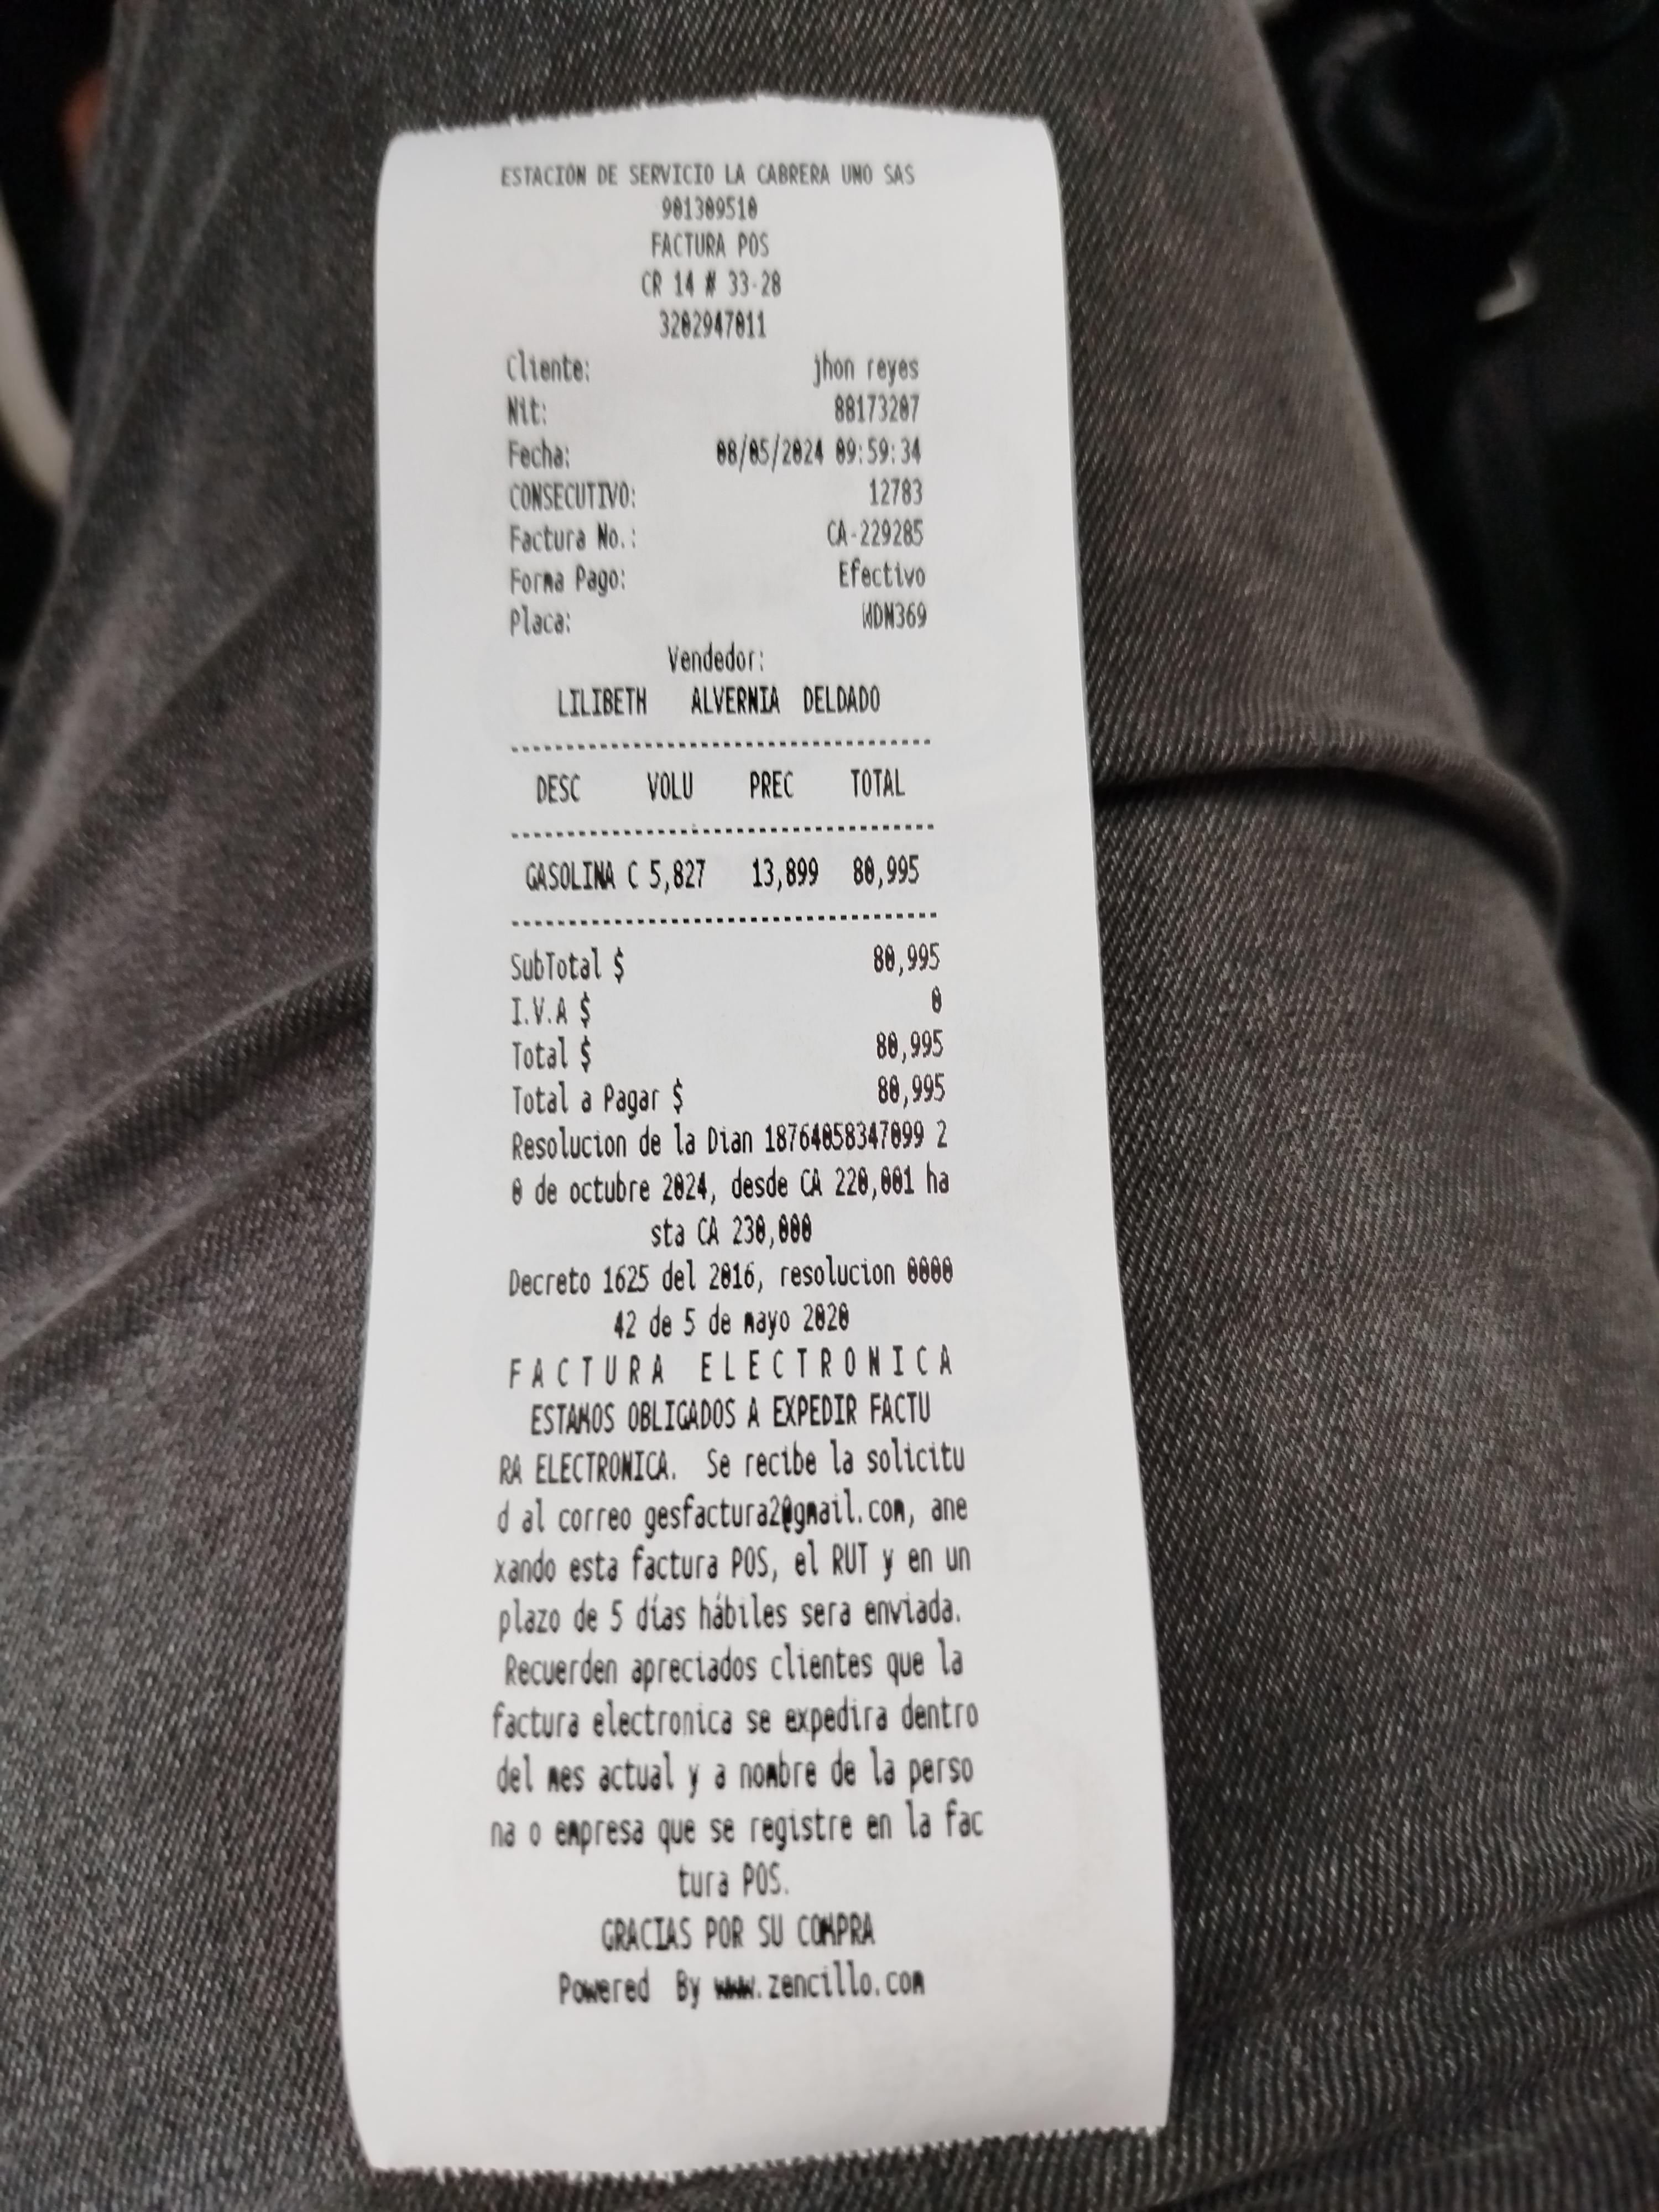 ESTACIÓN DE SERVICIO LA CABRERA UNO SAS
901309510
FACTURA POS
CR 14 # 33-28
3202947011
Cliente: jhon reyes
Nit: 88173207
Fecha: 08/05/2024 09:59:34
CONSECUTIVO: 12783
Factura No.: CA-229285
Forma Pago: Efectivo
Placa: WDN369
Vendedor:
LILIBETH ALVERNIA DELDADO
DESC VOLU PREC TOTAL
GASOLINA C 5,827 13,899 80,995
SubTotal $ 80,995
I.V.A $ 0
Total $ 80,995
Total a Pagar $ 80,995
Resolucion de la Dian 18764058347099 2
0 de octubre 2024, desde CA 220,001 ha
sta CA 230,000
Decreto 1625 del 2016, resolucion 0000
42 de 5 de mayo 2020
F A C T U R A   E L E C T R O N I C A
ESTAMOS OBLIGADOS A EXPEDIR FACTU
RA ELECTRONICA. Se recibe la solicitu
d al correo gesfactura2@gmail.com, ane
xando esta factura POS, el RUT y en un
plazo de 5 días hábiles sera enviada.
Recuerden apreciados clientes que la
factura electronica se expedira dentro
del mes actual y a nombre de la perso
na o empresa que se registre en la fac
tura POS.
GRACIAS POR SU COMPRA
Powered By www.zencillo.com